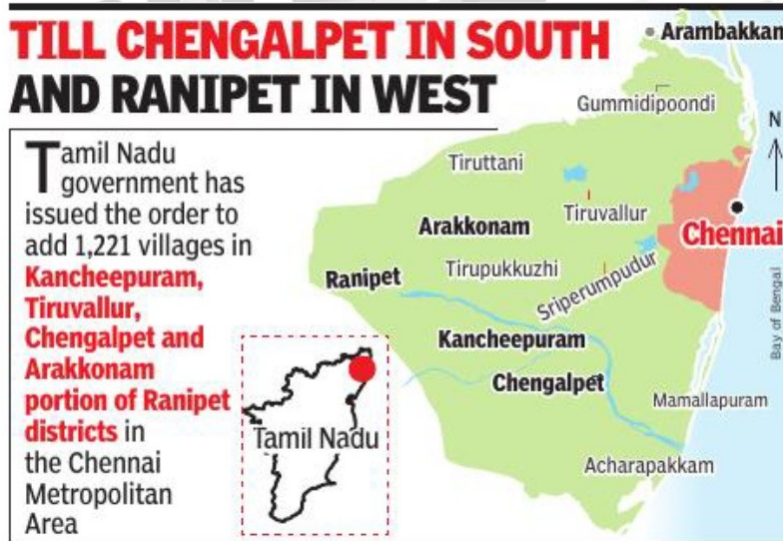 TILL CHENGALPET IN SOUTH
AND RANIPET IN WEST
Tamil Nadu
government has
issued the order to
add 1,221 villages in
Kancheepuram,
Tiruvallur,
Chengalpet and
Arakkonam
portion of Ranipet
districts in
the Chennai
Metropolitan
Area
Tamil Nadu
Arambakkan
Gummidipoondi
N
Tiruttani
Tiruvallur
Arakkonam
Chennai
Ranipet
Tirupukkuzhi
Sriperumpudur
Bay of Bengal
Kancheepuram
Chengalpet
Mamallapuram
Acharapakkam